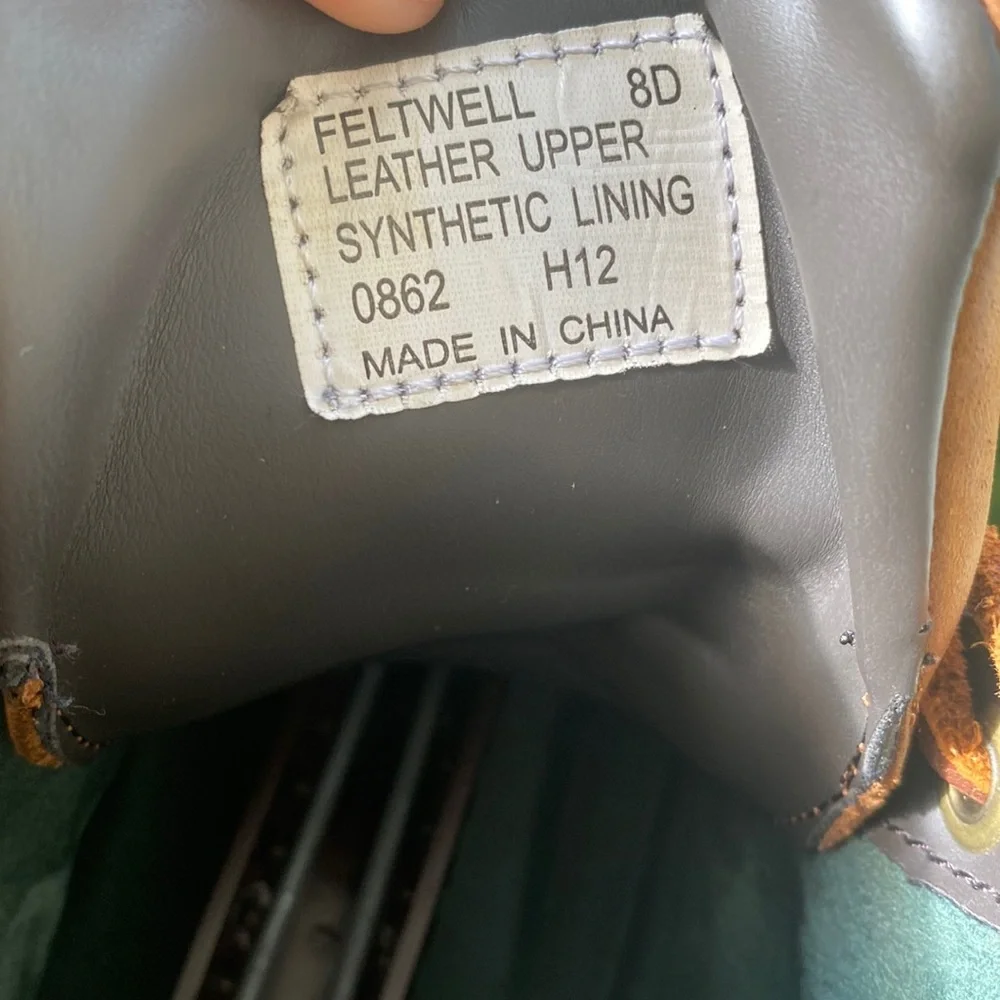 FELTWELL 8D
LEATHER UPPER
SYNTHETIC LINING
0862 H12
MADE IN CHINA